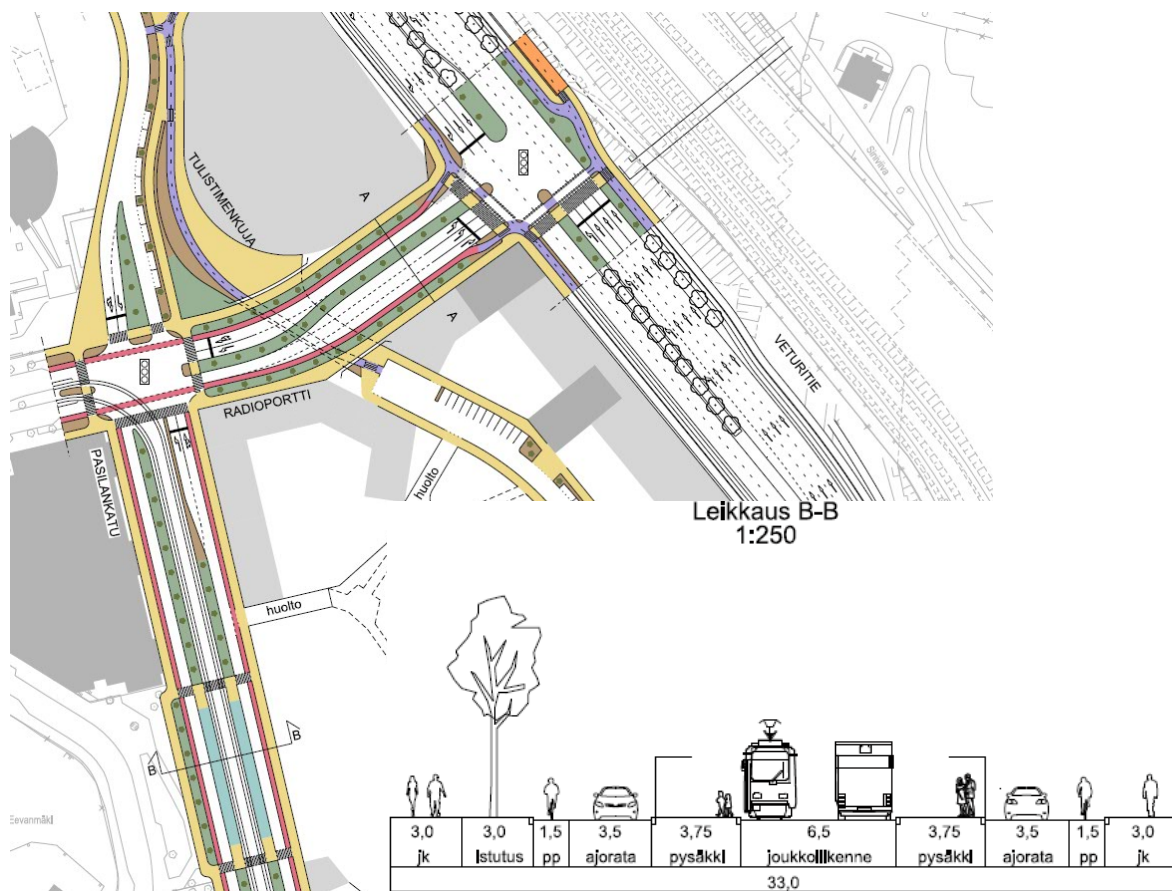 TULISTIMENKUJA
A
A
RADIOPORTTI
VETURITIE
PASILANKATU
huolto
huolto
B
B
Eevanmäki
Leikkaus B-B
1:250
3,0 3,0 1,5 3,5 3,75 6,5 3,75 3,5 1,5 3,0
jk Istutus pp ajorata pysäkki joukkoliikenne pysäkki ajorata pp jk
33,0